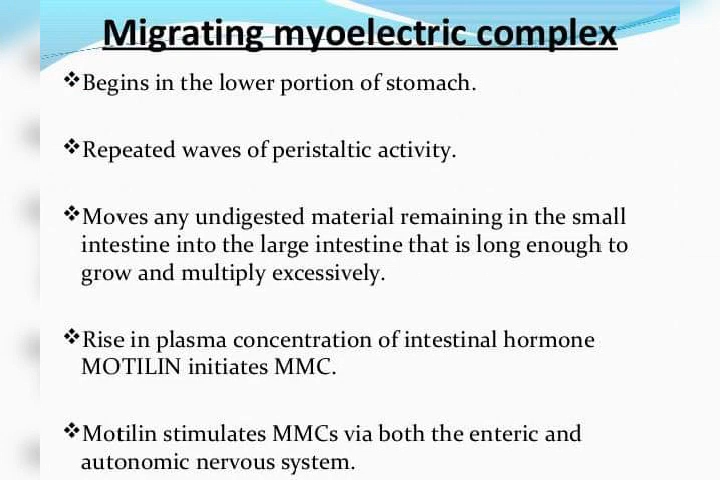 Migrating myoelectric complex
❖Begins in the lower portion of stomach.
❖Repeated waves of peristaltic activity.
❖Moves any undigested material remaining in the small
intestine into the large intestine that is long enough to
grow and multiply excessively.
❖Rise in plasma concentration of intestinal hormone
MOTILIN initiates MMC.
❖Motilin stimulates MMCs via both the enteric and
autonomic nervous system.